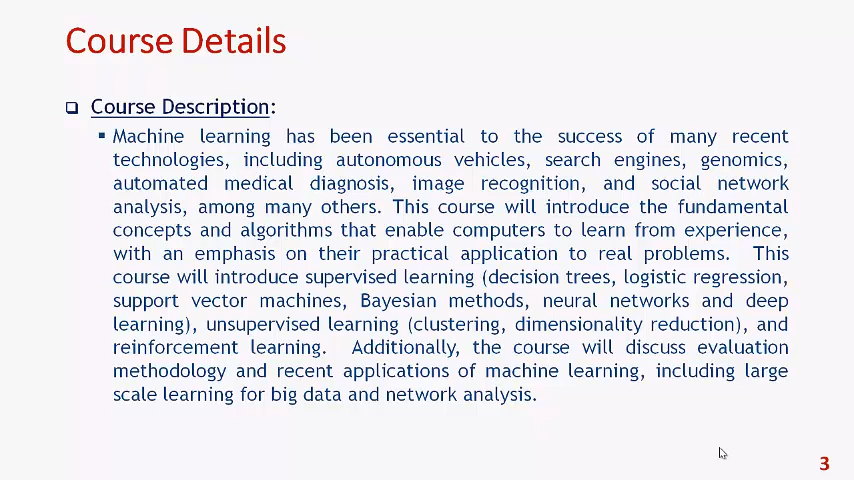 Course Details
Course Description:
Machine learning has been essential to the success of many recent
technologies, including autonomous vehicles, search engines, genomics,
automated medical diagnosis, image recognition, and social network
analysis, among many others. This course will introduce the fundamental
concepts and algorithms that enable computers to learn from experience,
with an emphasis on their practical application to real problems. This
course will introduce supervised learning (decision trees, logistic regression,
support vector machines, Bayesian methods, neural networks and deep
learning), unsupervised learning (clustering, dimensionality reduction), and
reinforcement learning. Additionally, the course will discuss evaluation
methodology and recent applications of machine learning, including large
scale learning for big data and network analysis.
3